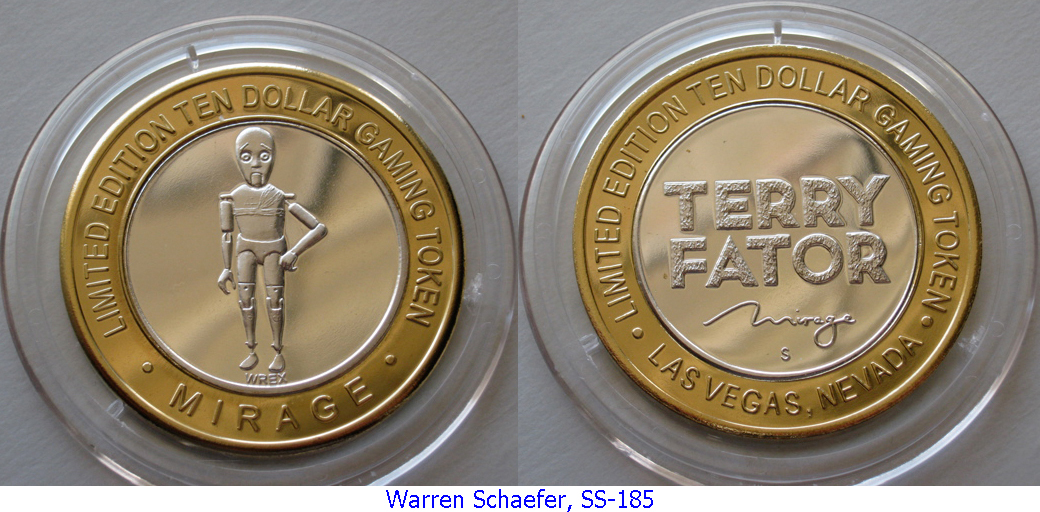 LIMITED EDITION TEN DOLLAR GAMING TOKEN
WREX
• MIRAGE •
LIMITED EDITION TEN DOLLAR GAMING TOKEN
TERRY
FATOR
Mirage
S
• LAS VEGAS, NEVADA •
Warren Schaefer, SS-185